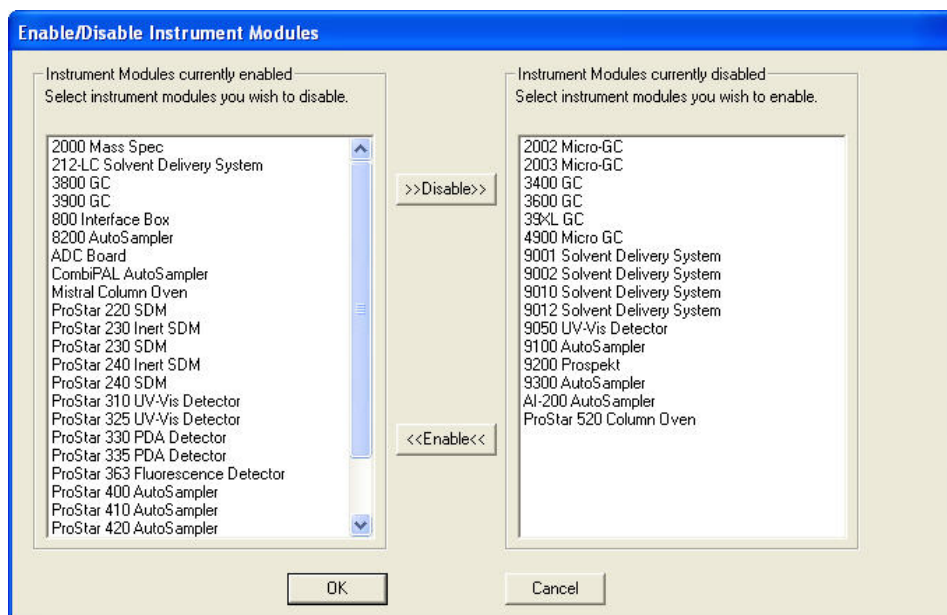 Enable/Disable Instrument Modules
Instrument Modules currently enabled
Select instrument modules you wish to disable.
2000 Mass Spec
212-LC Solvent Delivery System
3800 GC
3900 GC
800 Interface Box
8200 AutoSampler
ADC Board
CombiPAL AutoSampler
Mistral Column Oven
ProStar 220 SDM
ProStar 230 Inert SDM
ProStar 230 SDM
ProStar 240 Inert SDM
ProStar 240 SDM
ProStar 310 UV-Vis Detector
ProStar 325 UV-Vis Detector
ProStar 330 PDA Detector
ProStar 335 PDA Detector
ProStar 363 Fluorescence Detector
ProStar 400 AutoSampler
ProStar 410 AutoSampler
ProStar 420 AutoSampler
>>Disable>>
<<Enable<<
Instrument Modules currently disabled
Select instrument modules you wish to enable.
2002 Micro-GC
2003 Micro-GC
3400 GC
3600 GC
39XL GC
4900 Micro GC
9001 Solvent Delivery System
9002 Solvent Delivery System
9010 Solvent Delivery System
9012 Solvent Delivery System
9050 UV-Vis Detector
9100 AutoSampler
9200 Prospekt
9300 AutoSampler
AI-200 AutoSampler
ProStar 520 Column Oven
OK
Cancel